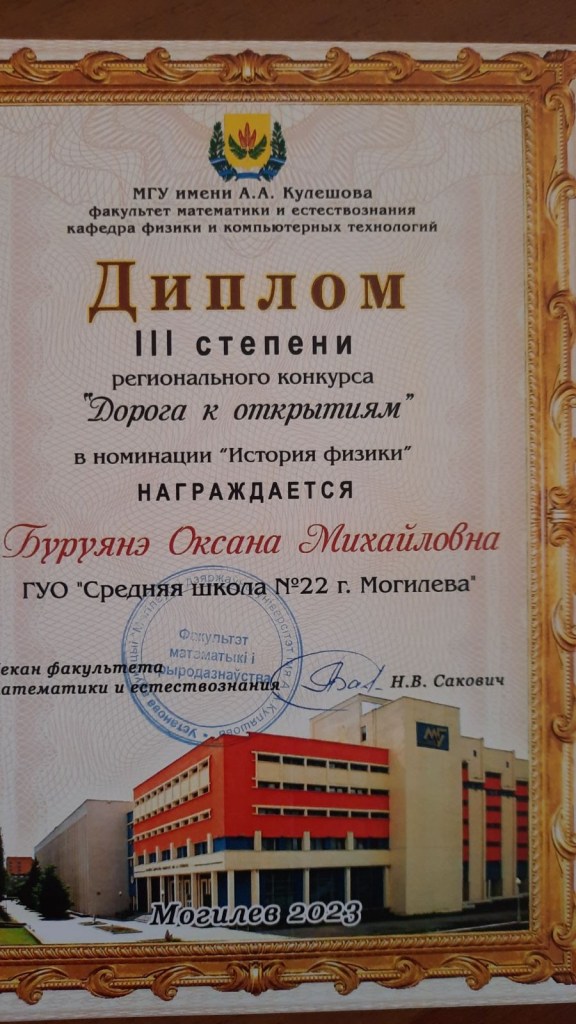 МГУ имени А.А. Кулешова
факультет математики и естествознания
кафедра физики и компьютерных технологий
Диплом
III степени
регионального конкурса
"Дорога к открытиям"
в номинации "История физики"
НАГРАЖДАЕТСЯ
Буруянэ Оксана Михайловна
ГУО "Средняя школа №22 г. Могилева"
Факультэт
матэматыкі і
прыродазнаўства
екан факультета
атематики и естествознания
Н.В. Сакович
Могилев 2023